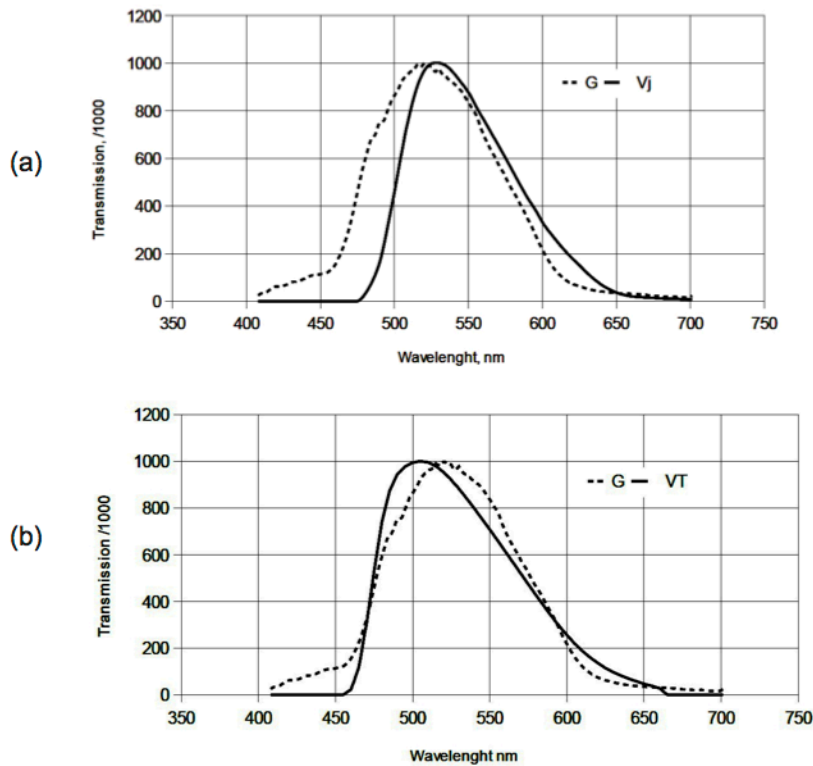 (a)
Transmission, /1000
1200
1000
800
600
400
200
0
350 400 450 500 550 600 650 700 750
G Vj
Wavelenght, nm
(b)
Transmission /1000
1200
1000
800
600
400
200
0
350 400 450 500 550 600 650 700 750
G VT
Wavelenght nm